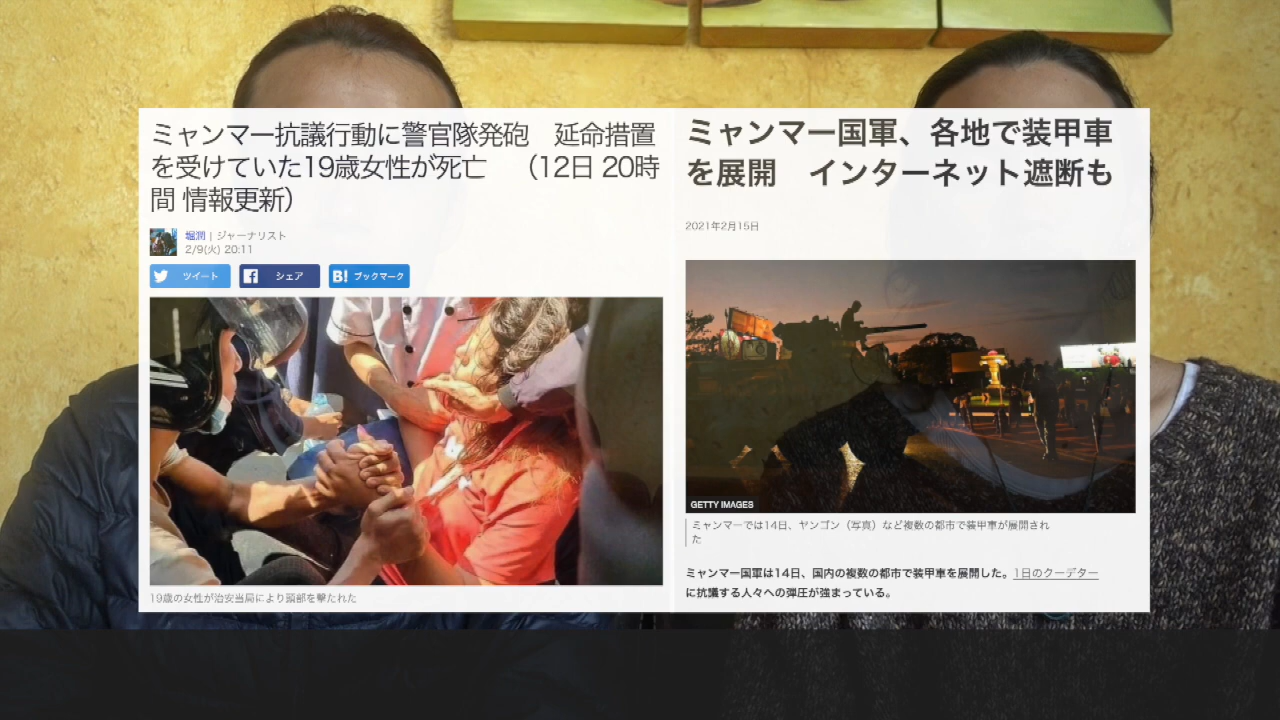 ミャンマー抗議行動に警官隊発砲　延命措置
を受けていた19歳女性が死亡　（12日 20時
間 情報更新）
堀潤 | ジャーナリスト
2/9(火) 20:11
ツイート
シェア
B! ブックマーク
19歳の女性が治安当局により頭部を撃たれた
ミャンマー国軍、各地で装甲車
を展開　インターネット遮断も
2021年2月15日
GETTY IMAGES
ミャンマーでは14日、ヤンゴン（写真）など複数の都市で装甲車が展開され
た
ミャンマー国軍は14日、国内の複数の都市で装甲車を展開した。1日のクーデター
に抗議する人々への弾圧が強まっている。